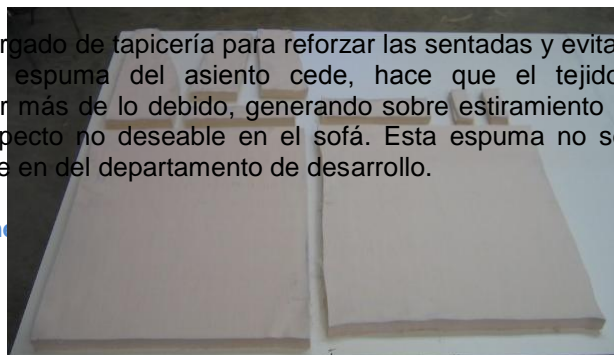 rgado de tapicería para reforzar las sentadas y evita
espuma del asiento cede, hace que el tejido
r más de lo debido, generando sobre estiramiento
pecto no deseable en el sofá. Esta espuma no s
e en del departamento de desarrollo.